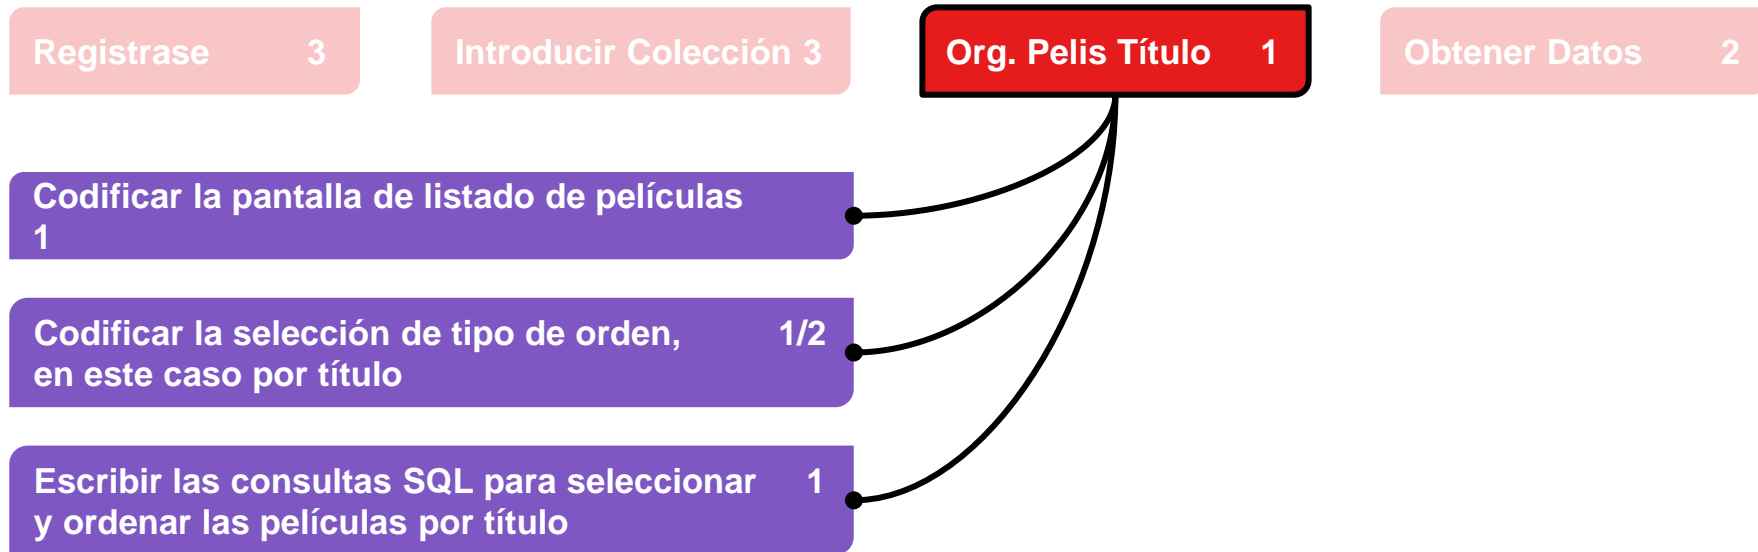 Registrase 3
Introducir Colección 3
Org. Pelis Título 1
Obtener Datos 2
Codificar la pantalla de listado de películas
1
Codificar la selección de tipo de orden, 1/2
en este caso por título
Escribir las consultas SQL para seleccionar 1
y ordenar las películas por título